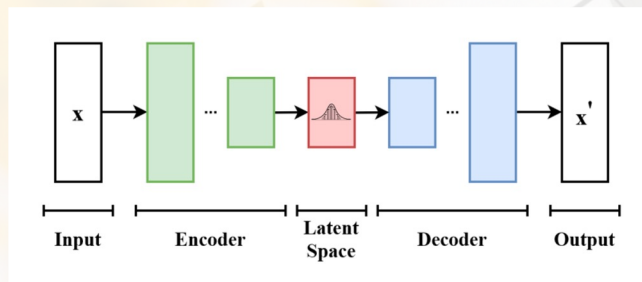 x
...
...
x'
Input
Encoder
Latent
Space
Decoder
Output